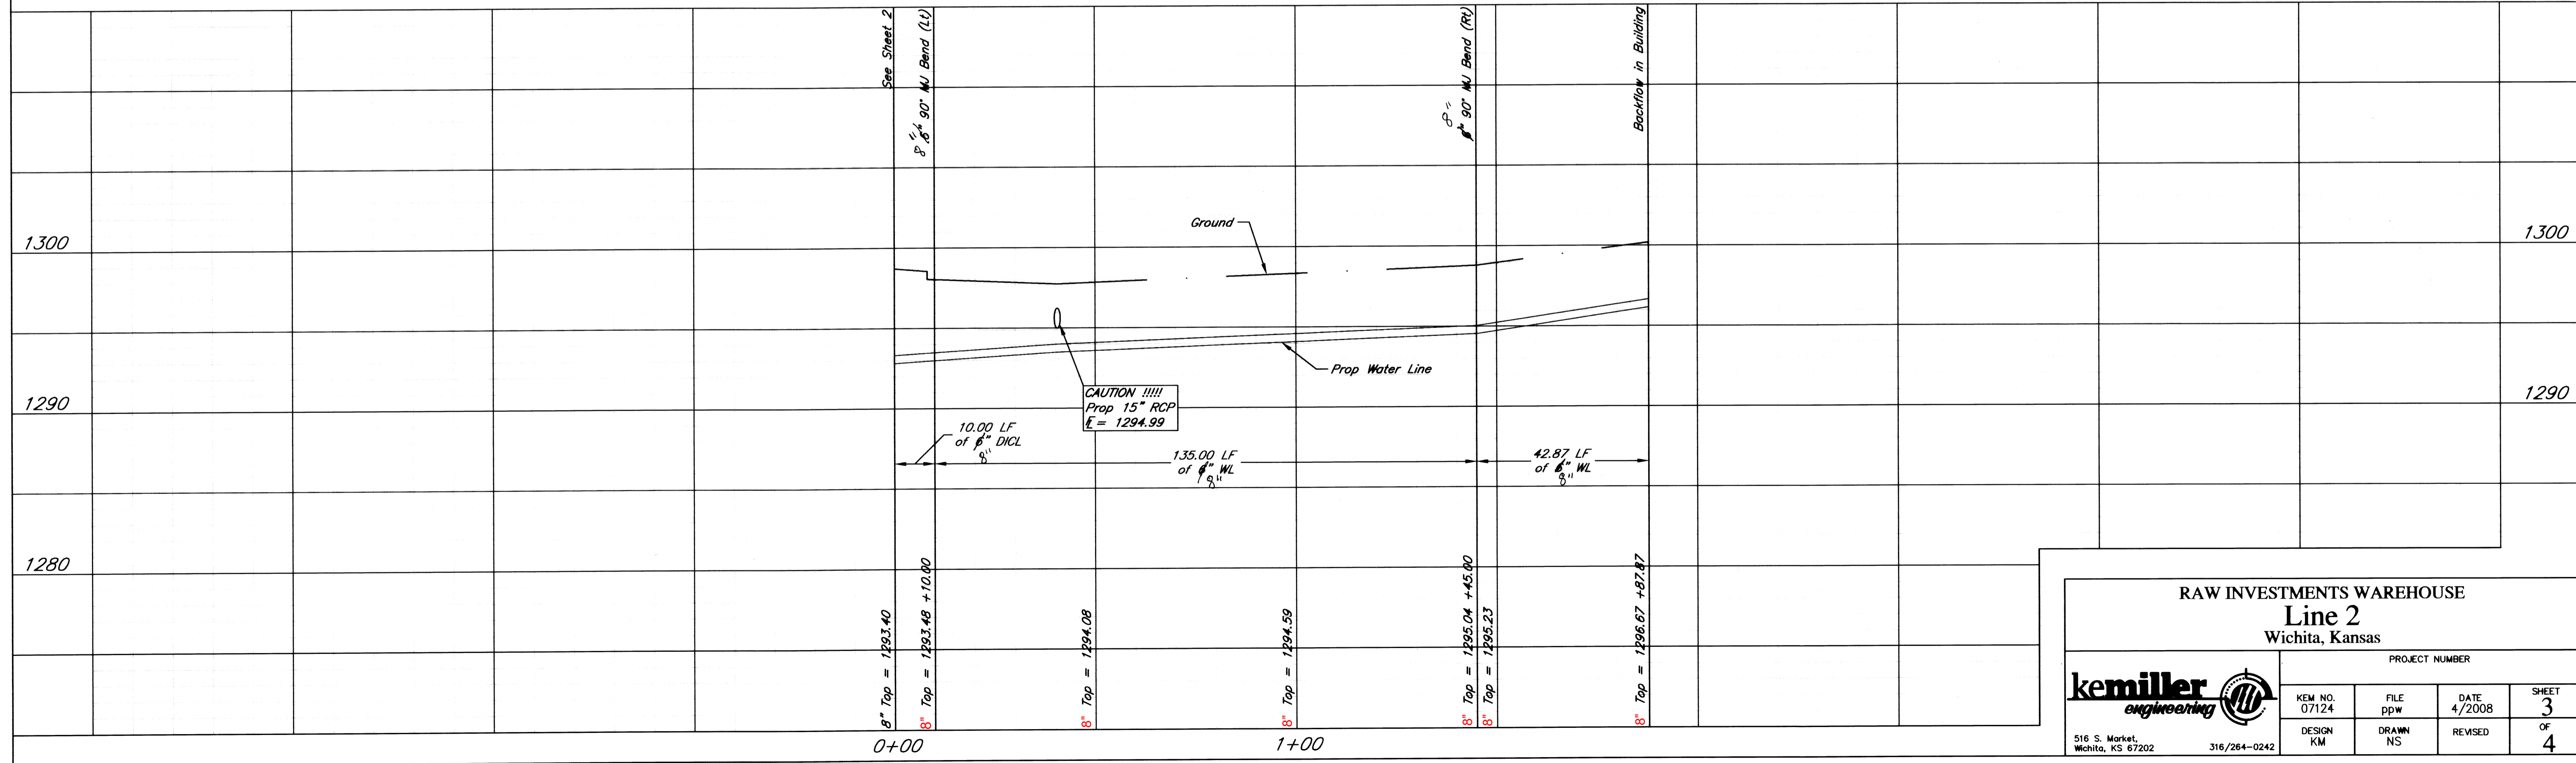 See Sheet 2
8" 6" 90° MJ Bend (Lt)
8"
6" 90° MJ Bend (Rt)
Backflow in Building
Ground
1300
1300
Prop Water Line
CAUTION !!!!!
Prop 15" RCP
= 1294.99
1290
1290
10.00 LF
of 6" DICL
8"
135.00 LF
of 6" WL
8"
42.87 LF
of 6" WL
8"
1280
8" Top = 1293.40
8" Top = 1293.48 +10.00
8" Top = 1294.08
8" Top = 1294.59
8" Top = 1295.04 +45.00
8" Top = 1295.23
8" Top = 1296.67 +87.87
0+00
1+00
RAW INVESTMENTS WAREHOUSE
Line 2
Wichita, Kansas
kemiller
engineering
516 S. Market,
Wichita, KS 67202 316/264-0242
PROJECT NUMBER
KEM NO.
07124
FILE
ppw
DATE
4/2008
SHEET
3
OF
4
DESIGN
KM
DRAWN
NS
REVISED